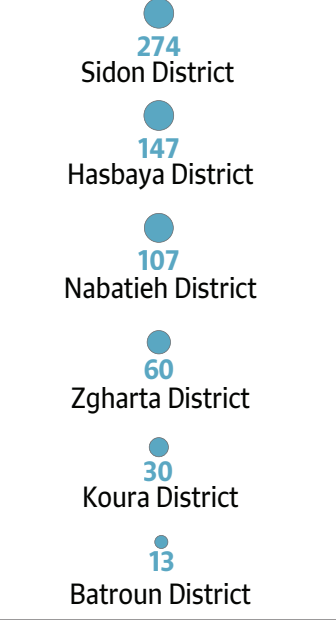 274
Sidon District
147
Hasbaya District
107
Nabatieh District
60
Zgharta District
30
Koura District
13
Batroun District